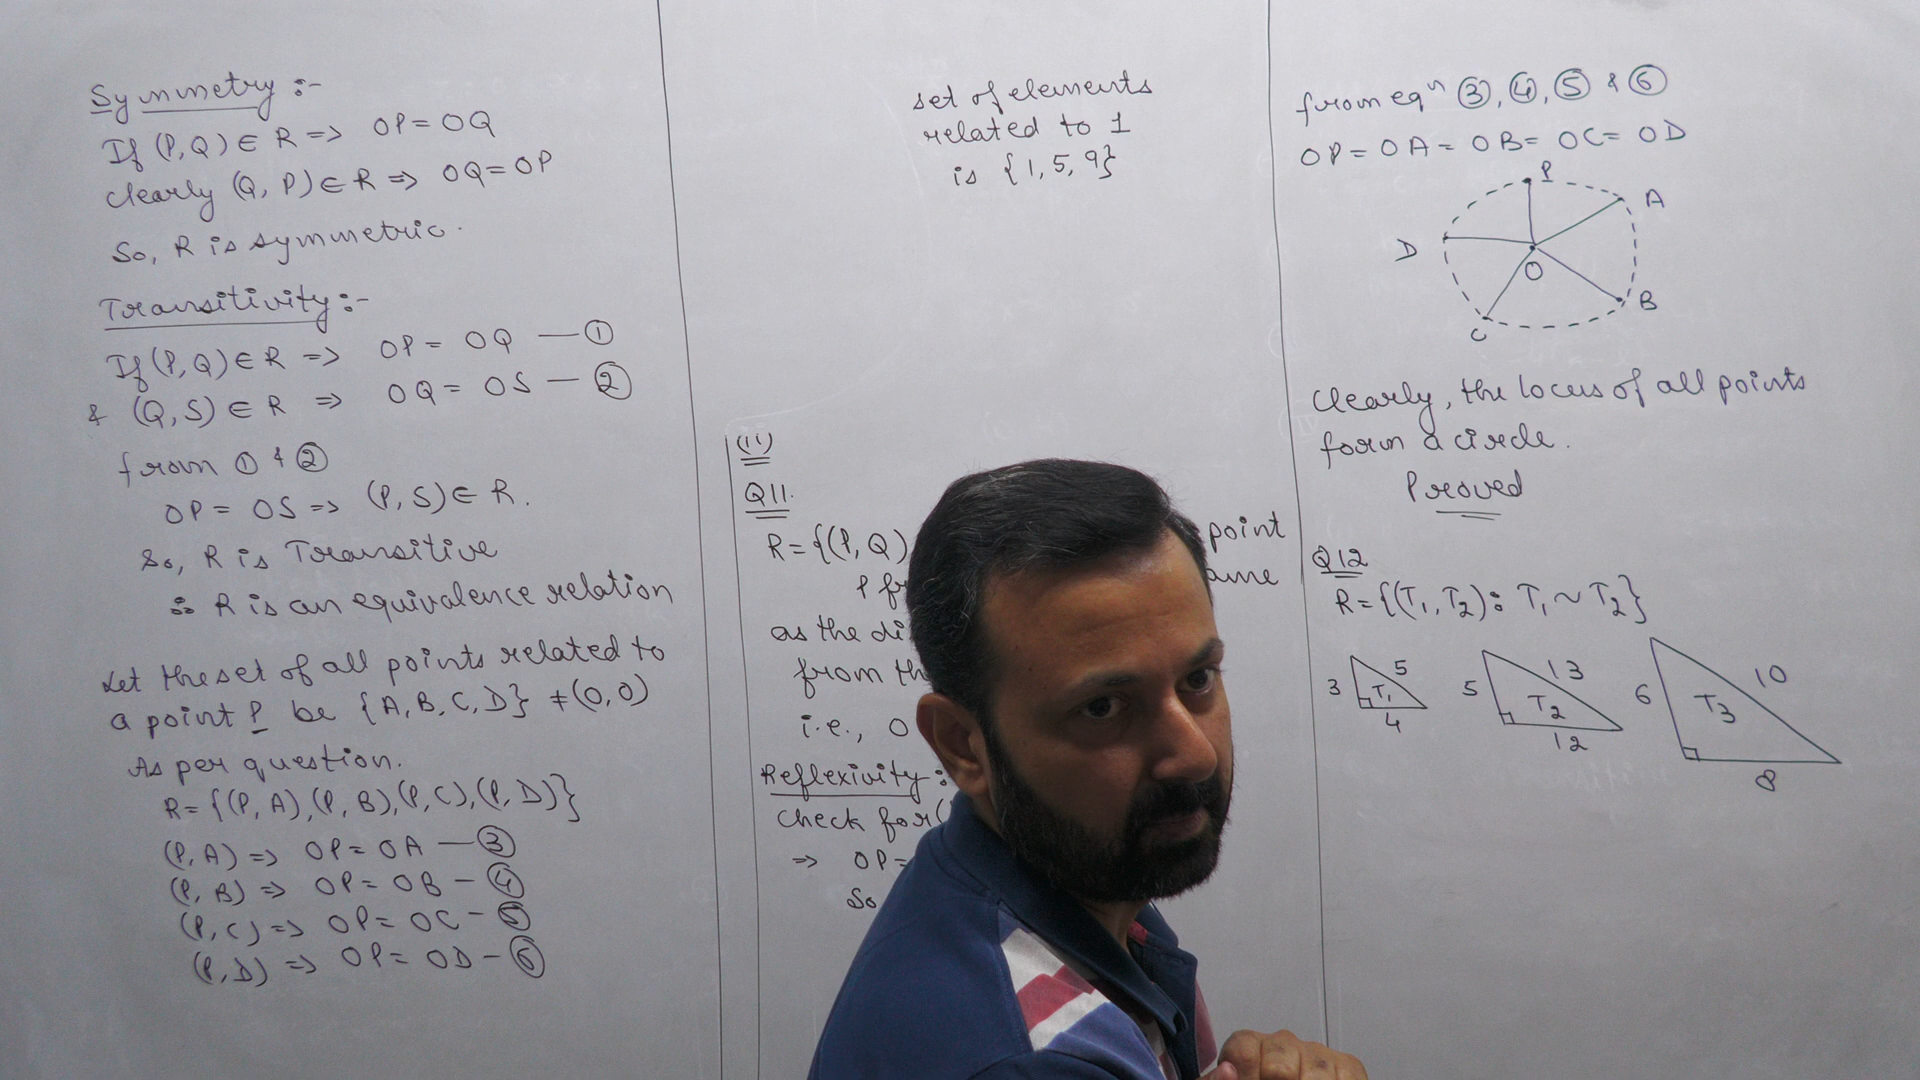 Symmetry :-
If (P,Q) ∈ R => OP = OQ
clearly (Q, P) ∈ R => OQ = OP
So, R is symmetric.
Transitivity :-
If (P,Q) ∈ R => OP = OQ — ①
& (Q,S) ∈ R => OQ = OS — ②
from ① & ②
OP = OS => (P,S) ∈ R.
So, R is Transitive
∴ R is an equivalence relation
Let the set of all points related to
a point P be {A,B,C,D} ≠ (0,0)
As per question.
R = {(P,A),(P,B),(P,C),(P,D)}
(P,A) => OP = OA — ③
(P,B) => OP = OB — ④
(P,C) => OP = OC — ⑤
(P,D) => OP = OD — ⑥
set of elements
related to 1
is {1,5,9}
(ii)
Q11.
R = {(P,Q) point
P
as the
from
i.e., O
Reflexivity :
Check for (
=> OP =
So
from eqⁿ ③, ④, ⑤ & ⑥
OP = OA = OB = OC = OD
P
A
D
O
B
C
Clearly, the locus of all points
form a circle.
Proved
Q12
R = {(T₁,T₂) : T₁ ~ T₂}
3 5 T₁ 4
5 13 T₂ 12
6 10 T₃ 8